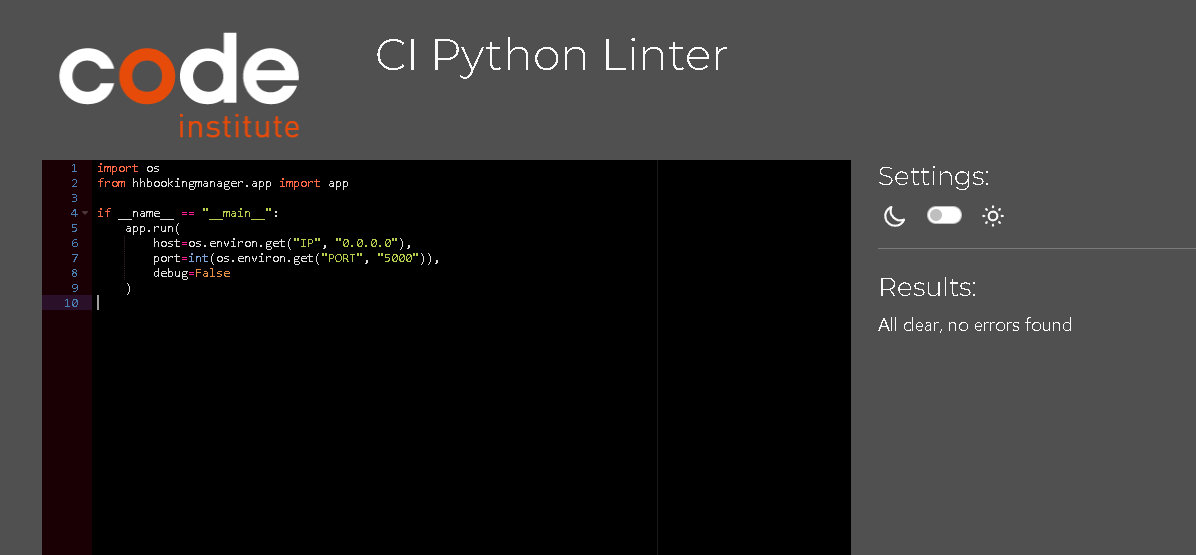 code
institute
CI Python Linter
1 import os
2 from hhbookingmanager.app import app
3
4 if __name__ == "__main__":
5     app.run(
6         host=os.environ.get("IP", "0.0.0.0"),
7         port=int(os.environ.get("PORT", "5000")),
8         debug=False
9     )
10
Settings:
Results:
All clear, no errors found